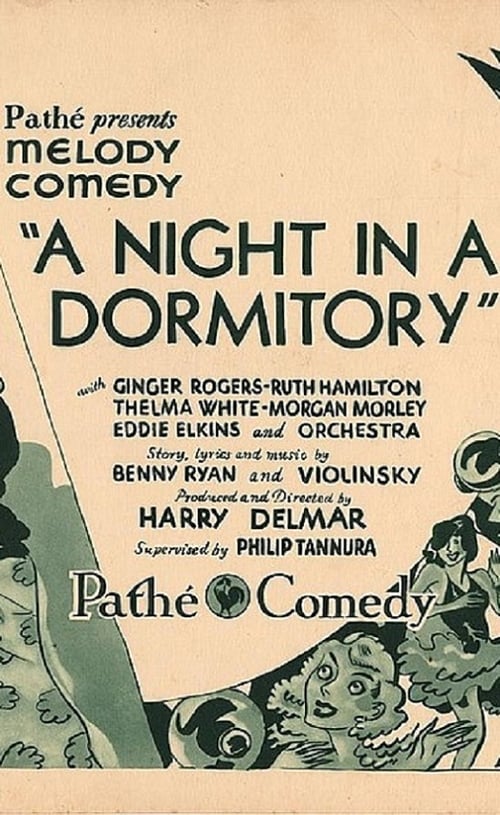 Pathé presents
MELODY
COMEDY
"A NIGHT IN A
DORMITORY"
with GINGER ROGERS-RUTH HAMILTON
THELMA WHITE-MORGAN MORLEY
EDDIE ELKINS and ORCHESTRA
Story, lyrics and music by
BENNY RYAN and VIOLINSKY
Produced and Directed by
HARRY DELMAR
Supervised by PHILIP TANNURA
Pathé Comedy